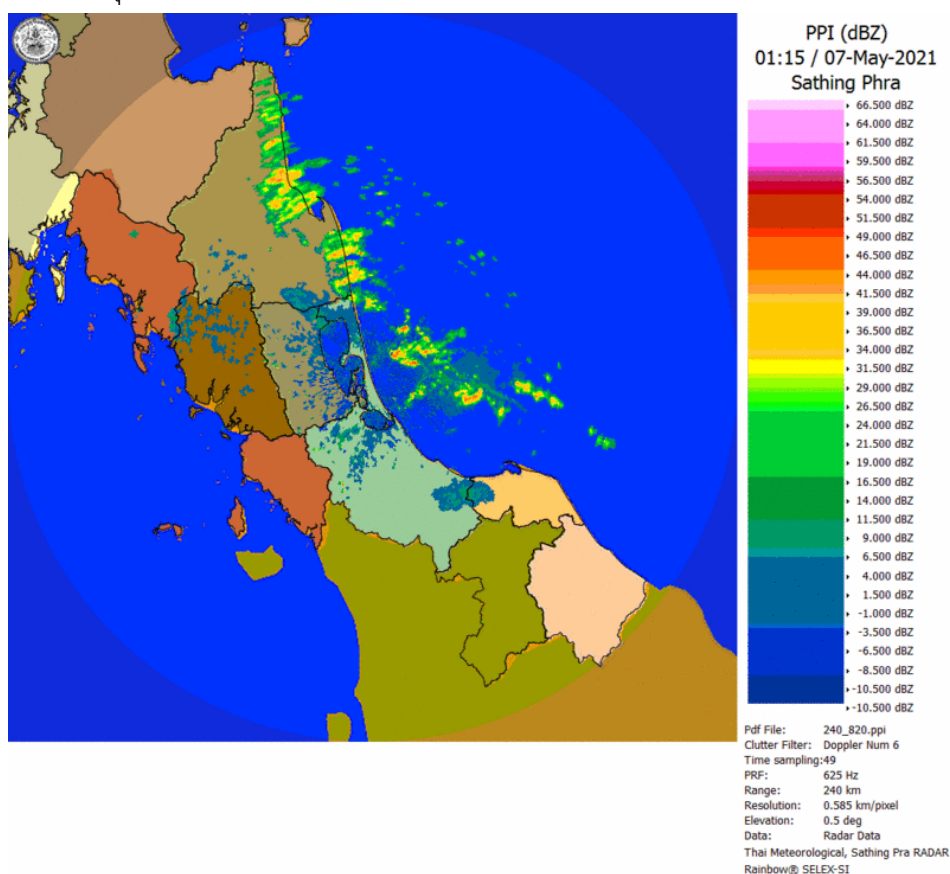 PPI (dBZ)
01:15 / 07-May-2021
Sathing Phra
66.500 dBZ
64.000 dBZ
61.500 dBZ
59.500 dBZ
56.500 dBZ
54.000 dBZ
51.500 dBZ
49.000 dBZ
46.500 dBZ
44.000 dBZ
41.500 dBZ
39.000 dBZ
36.500 dBZ
34.000 dBZ
31.500 dBZ
29.000 dBZ
26.500 dBZ
24.000 dBZ
21.500 dBZ
19.000 dBZ
16.500 dBZ
14.000 dBZ
11.500 dBZ
9.000 dBZ
6.500 dBZ
4.000 dBZ
1.500 dBZ
-1.000 dBZ
-3.500 dBZ
-6.500 dBZ
-8.500 dBZ
-10.500 dBZ
-10.500 dBZ
Pdf File: 240_820.ppi
Clutter Filter: Doppler Num 6
Time sampling:49
PRF: 625 Hz
Range: 240 km
Resolution: 0.585 km/pixel
Elevation: 0.5 deg
Data: Radar Data
Thai Meteorological, Sathing Pra RADAR
Rainbow® SELEX-SI